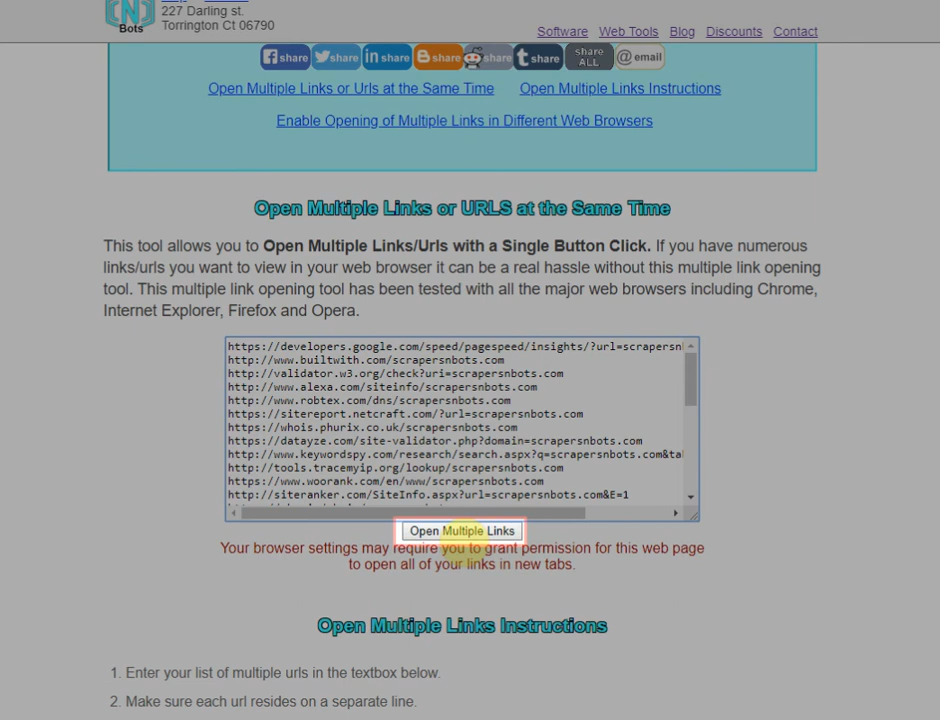 Bots
227 Darling st.
Torrington Ct 06790
Software Web Tools Blog Discounts Contact
share share share share share share share ALL @email
Open Multiple Links or Urls at the Same Time Open Multiple Links Instructions
Enable Opening of Multiple Links in Different Web Browsers
Open Multiple Links or URLS at the Same Time
This tool allows you to Open Multiple Links/Urls with a Single Button Click. If you have numerous
links/urls you want to view in your web browser it can be a real hassle without this multiple link opening
tool. This multiple link opening tool has been tested with all the major web browsers including Chrome,
Internet Explorer, Firefox and Opera.
https://developers.google.com/speed/pagespeed/insights/?url=scrapersn
http://www.builtwith.com/scrapersnbots.com
http://validator.w3.org/check?uri=scrapersnbots.com
http://www.alexa.com/siteinfo/scrapersnbots.com
http://www.robtex.com/dns/scrapersnbots.com
https://sitereport.netcraft.com/?url=scrapersnbots.com
https://whois.phurix.co.uk/scrapersnbots.com
https://datayze.com/site-validator.php?domain=scrapersnbots.com
http://www.keywordspy.com/research/search.aspx?q=scrapersnbots.com&ta
http://tools.tracemyip.org/lookup/scrapersnbots.com
https://www.woorank.com/en/www/scrapersnbots.com
http://siteranker.com/SiteInfo.aspx?url=scrapersnbots.com&E=1
Open Multiple Links
Your browser settings may require you to grant permission for this web page
to open all of your links in new tabs.
Open Multiple Links Instructions
1. Enter your list of multiple urls in the textbox below.
2. Make sure each url resides on a separate line.